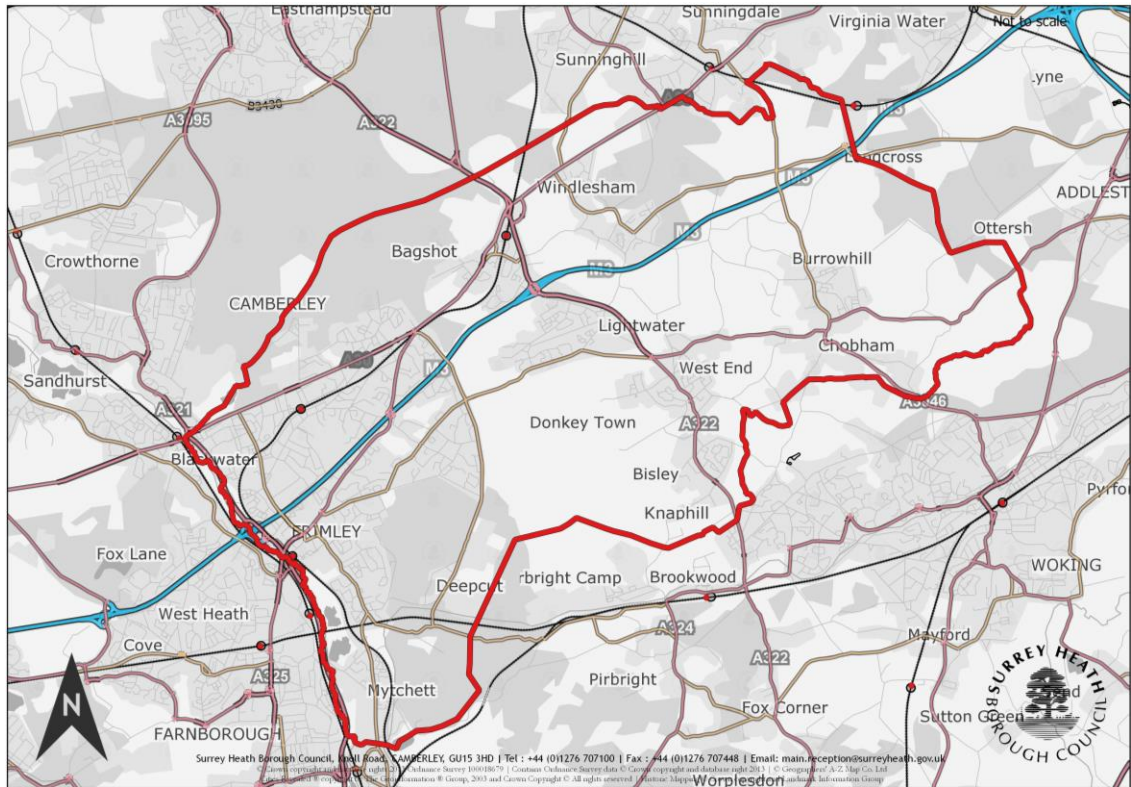 Easthampstead
Sunningdale
Virginia Water
Not to scale
Sunninghill
Lyne
B3430
A3095
A322
M3
Longcross
M3
Windlesham
ADDLEST
Ottersh
Bagshot
Crowthorne
M3
Burrowhill
CAMBERLEY
Lightwater
Chobham
M3
West End
Sandhurst
A321
Donkey Town
A322
Blackwater
Bisley
Knaphill
Pyrfor
FRIMLEY
Fox Lane
Deepcut
rbright Camp
Brookwood
WOKING
West Heath
Cove
A324
Mayford
A322
A325
Mytchett
Pirbright
Fox Corner
Sutton Green
FARNBOROUGH
Worplesdon
N
SURREY HEATH
BOROUGH COUNCIL
Surrey Heath Borough Council, Knoll Road, CAMBERLEY, GU15 3HD | Tel : +44 (0)1276 707100 | Fax : +44 (0)1276 707448 | Email: main.reception@surreyheath.gov.uk